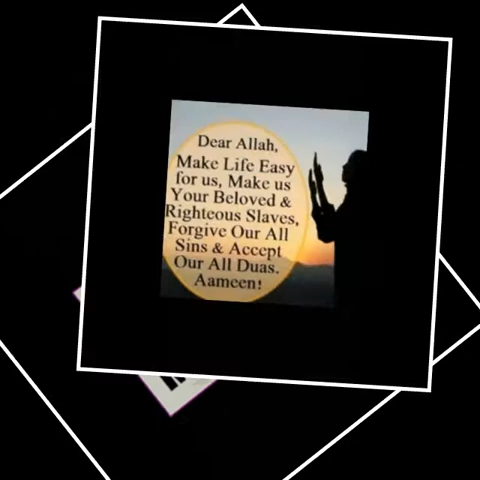 Dear Allah,
Make Life Easy
for us, Make us
Your Beloved &
Righteous Slaves,
Forgive Our All
Sins & Accept
Our All Duas.
Aameen!